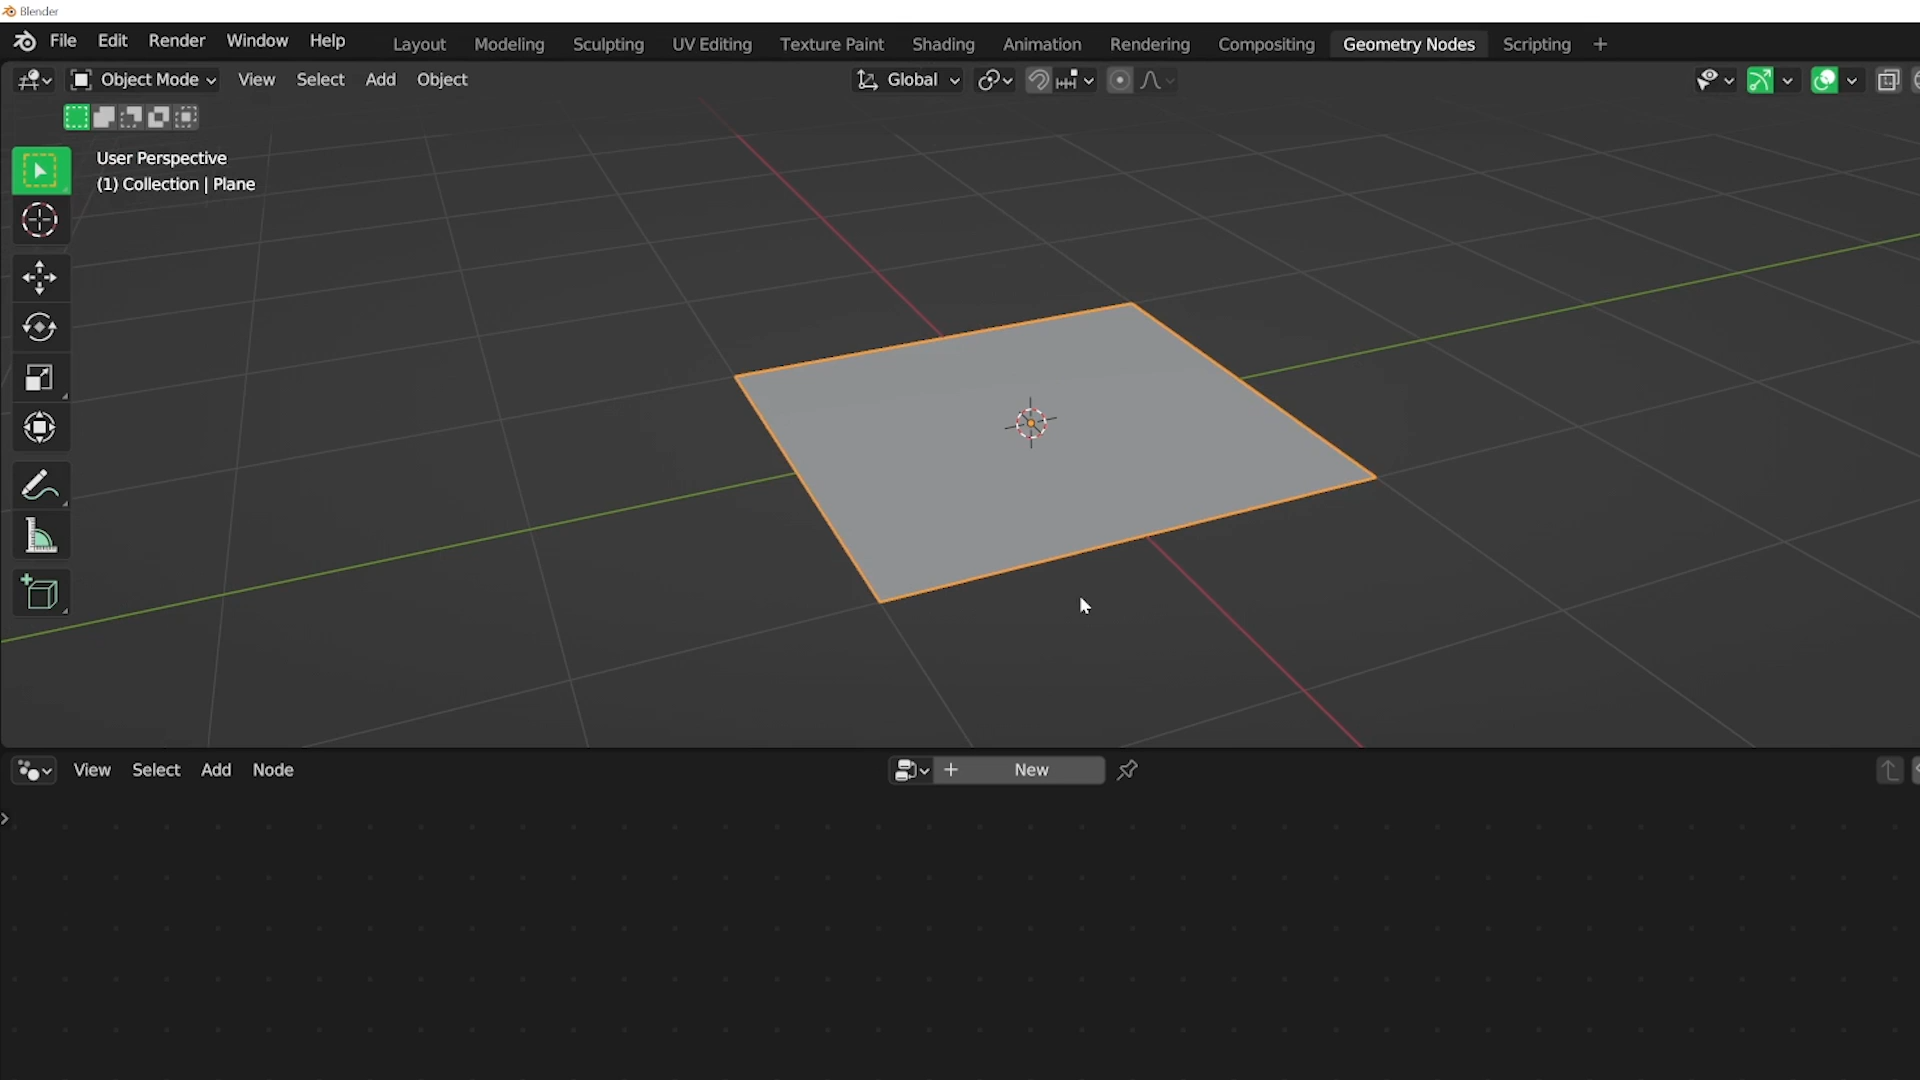 Blender
File Edit Render Window Help Layout Modeling Sculpting UV Editing Texture Paint Shading Animation Rendering Compositing Geometry Nodes Scripting +
Object Mode View Select Add Object Global
User Perspective
(1) Collection | Plane
View Select Add Node + New